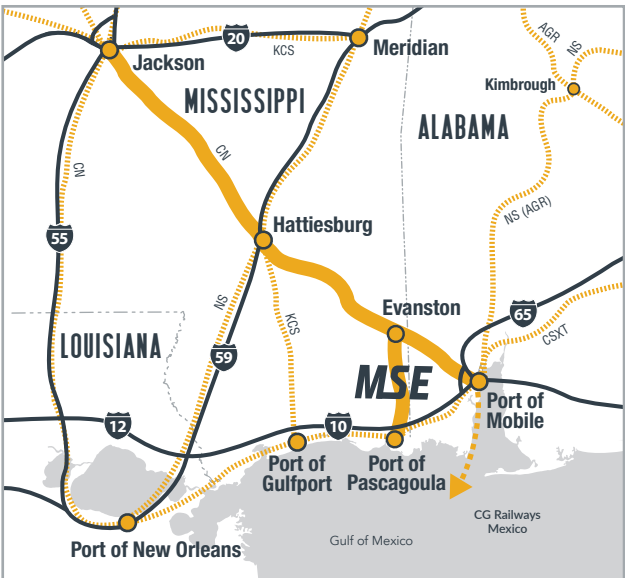 AGR
NS
20
KCS
Meridian
Jackson
Kimbrough
MISSISSIPPI
ALABAMA
CN
CN
NS (AGR)
Hattiesburg
55
Evanston
NS
KCS
65
CSXT
LOUISIANA
59
MSE
Port of
Mobile
12
10
Port of
Gulfport
Port of
Pascagoula
CG Railways
Mexico
Gulf of Mexico
Port of New Orleans